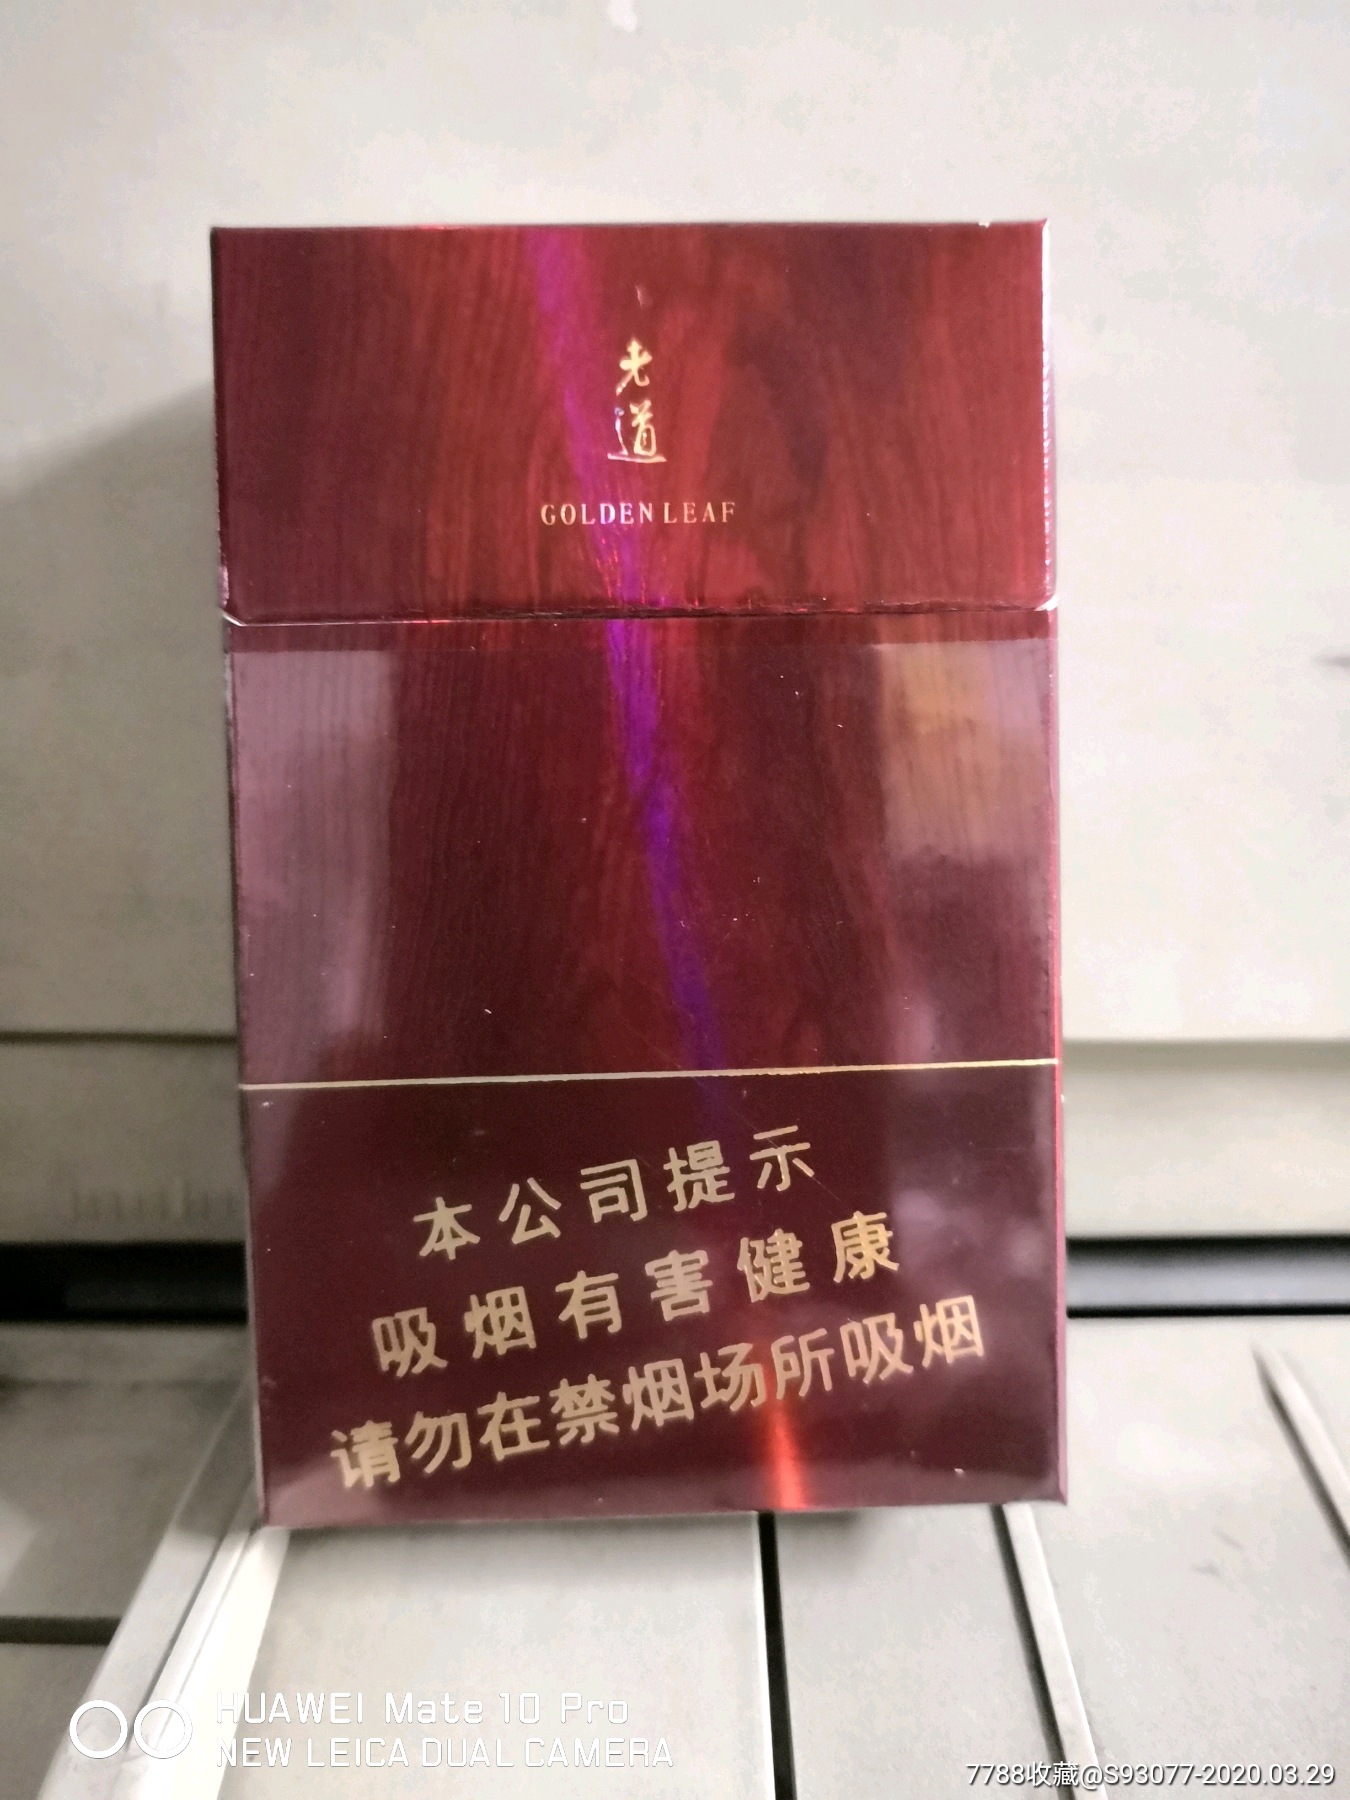 老
道
GOLDEN LEAF
本公司提示
吸烟有害健康
请勿在禁烟场所吸烟
HUAWEI Mate 10 Pro
NEW LEICA DUAL CAMERA
7788收藏@S93077-2020.03.29